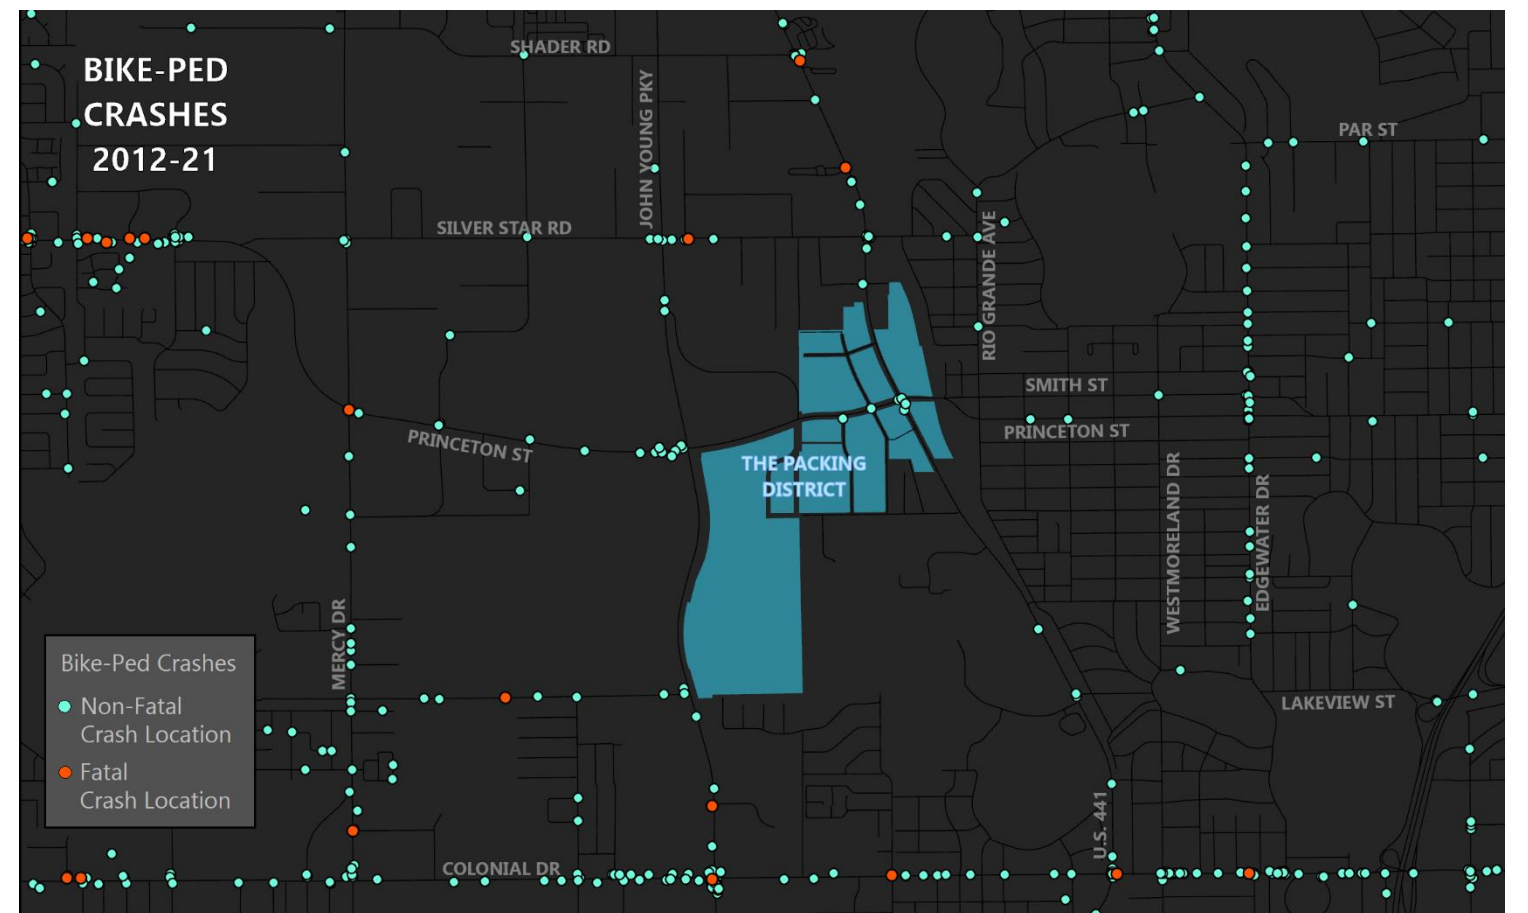 BIKE-PED
CRASHES
2012-21
SHADER RD
JOHN YOUNG PKY
PAR ST
SILVER STAR RD
RIO GRANDE AVE
SMITH ST
PRINCETON ST
PRINCETON ST
THE PACKING
DISTRICT
WESTMORELAND DR
EDGEWATER DR
MERCY DR
Bike-Ped Crashes
Non-Fatal
Crash Location
Fatal
Crash Location
LAKEVIEW ST
U.S. 441
COLONIAL DR